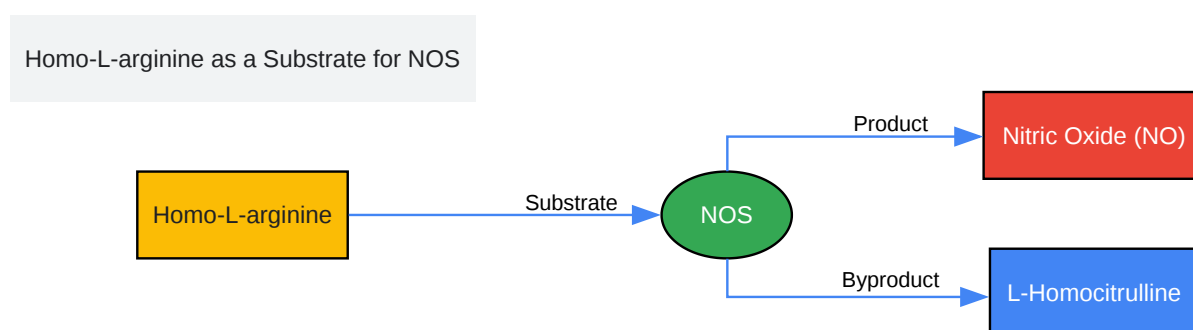 Homo-L-arginine as a Substrate for NOS
Product
Nitric Oxide (NO)
Homo-L-arginine
Substrate
NOS
Byproduct
L-Homocitrulline